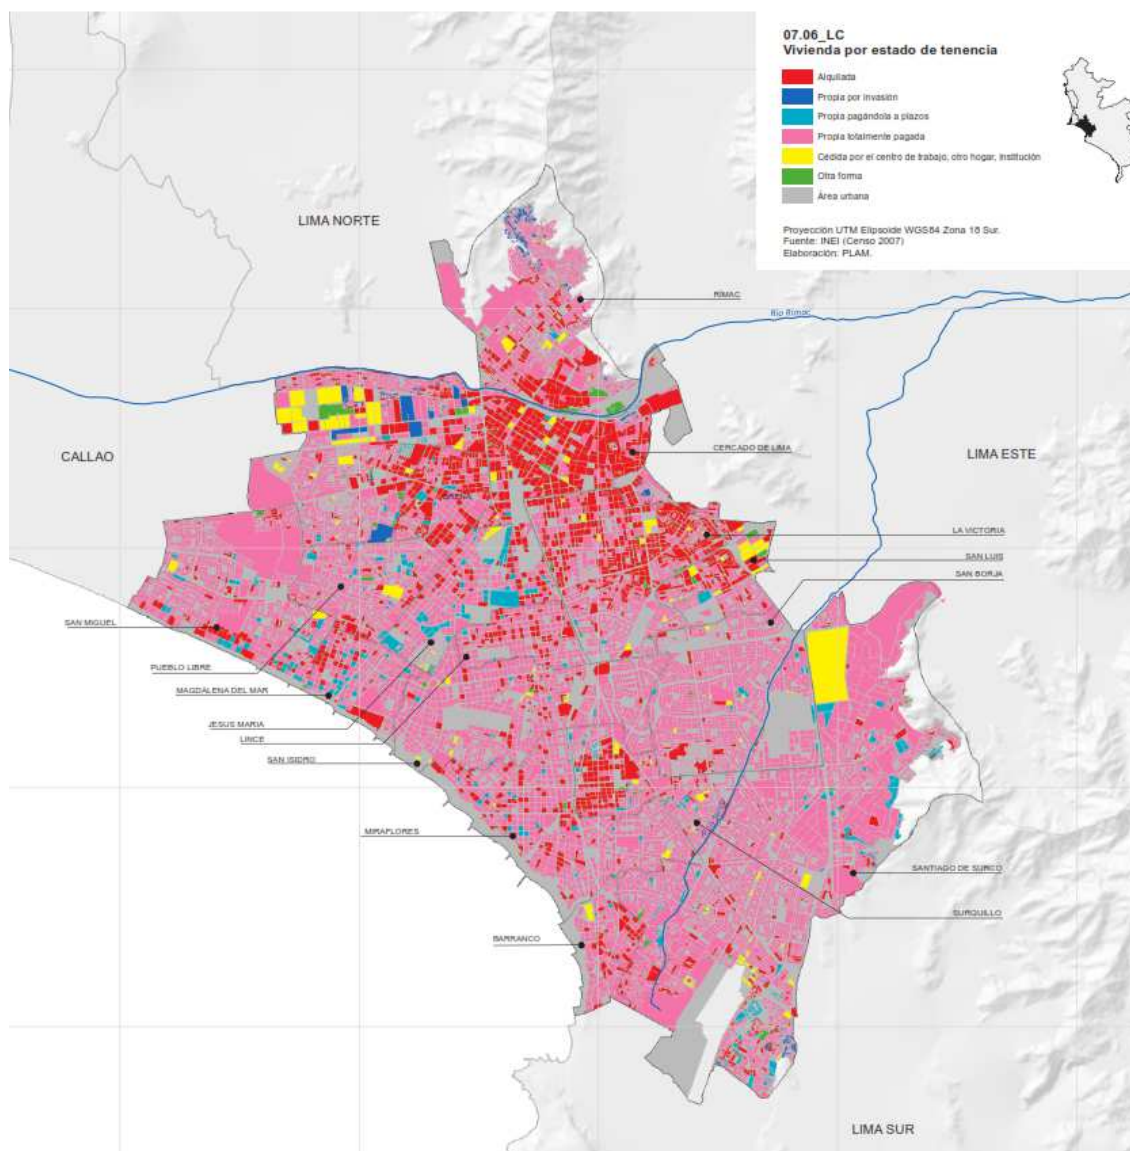 07.06_LC
Vivienda por estado de tenencia
Alquilada
Propia por invasión
Propia pagándola a plazos
Propia totalmente pagada
Cédida por el centro de trabajo, otro hogar, institución
Otra forma
Área urbana
Proyección UTM Elipsoide WGS84 Zona 18 Sur.
Fuente: INEI (Censo 2007)
Elaboración: PLAM.
LIMA NORTE
RÍMAC
Río Rímac
CERCADO DE LIMA
CALLAO
LIMA ESTE
BREÑA
LA VICTORIA
SAN LUIS
SAN BORJA
SAN MIGUEL
PUEBLO LIBRE
MAGDALENA DEL MAR
JESUS MARIA
LINCE
SAN ISIDRO
MIRAFLORES
SANTIAGO DE SURCO
SURQUILLO
BARRANCO
LIMA SUR